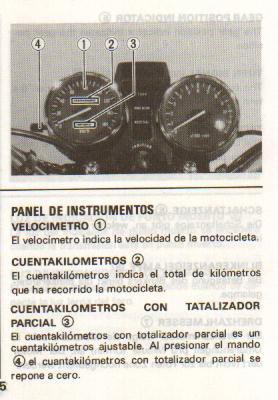 ④ ① ② ③
PANEL DE INSTRUMENTOS
VELOCIMETRO ①
El velocímetro indica la velocidad de la motocicleta.
CUENTAKILOMETROS ②
El cuentakilómetros indica el total de kilómetros
que ha recorrido la motocicleta.
CUENTAKILOMETROS CON TATALIZADOR
PARCIAL ③
El cuentakilómetros con totalizador parcial es un
cuentakilómetros ajustable. Al presionar el mando
④ el cuantakilómetros con totalizador parcial se
repone a cero.
5